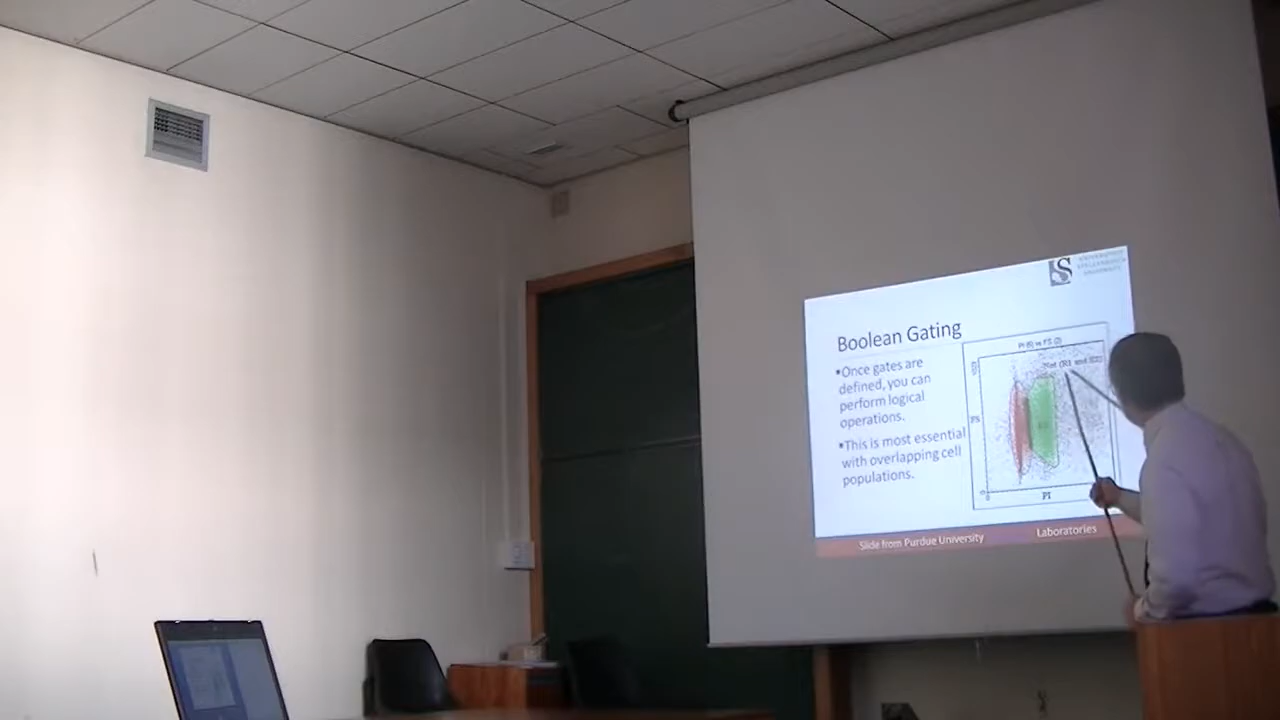 Boolean Gating
▪Once gates are
defined, you can
perform logical
operations.
▪This is most essential
with overlapping cell
populations.
Not (R1 and R2)
FS
PI
0
Slide from Purdue University
Laboratories